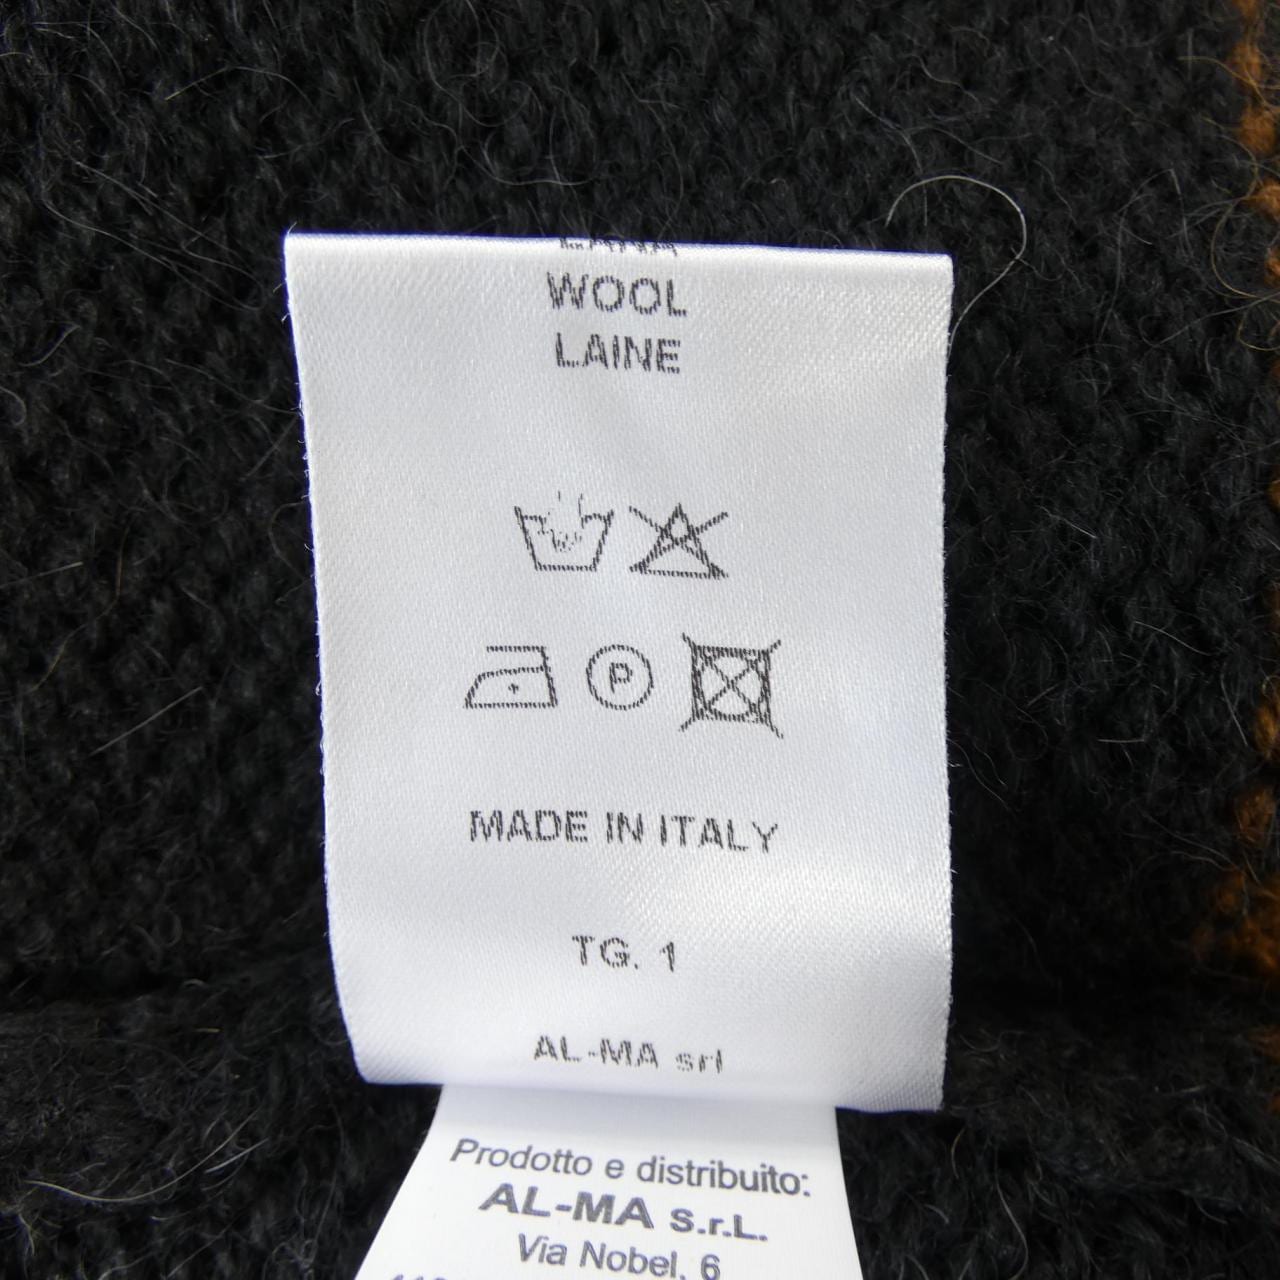 WOOL
LAINE
P
MADE IN ITALY
TG. 1
AL-MA srl
Prodotto e distribuito:
AL-MA S.r.L.
Via Nobel, 6